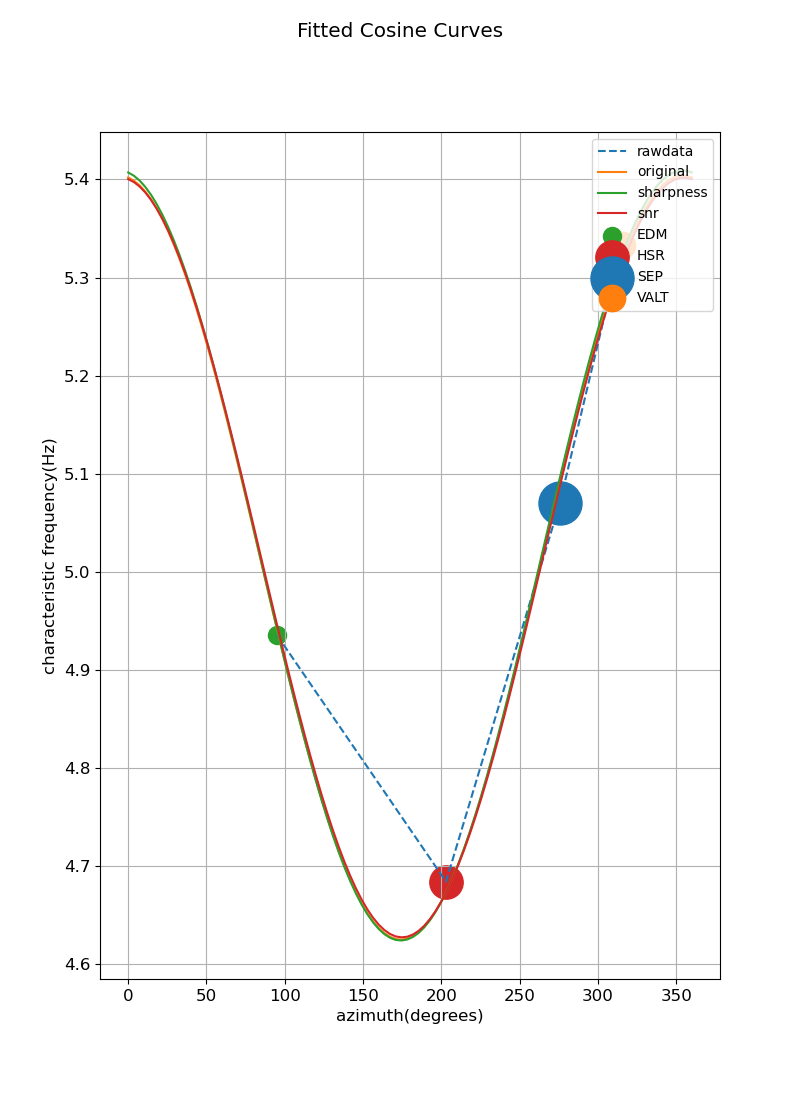 Fitted Cosine Curves
rawdata
original
sharpness
snr
EDM
HSR
SEP
VALT
5.4
5.3
5.2
5.1
5.0
4.9
4.8
4.7
4.6
characteristic frequency(Hz)
0 50 100 150 200 250 300 350
azimuth(degrees)